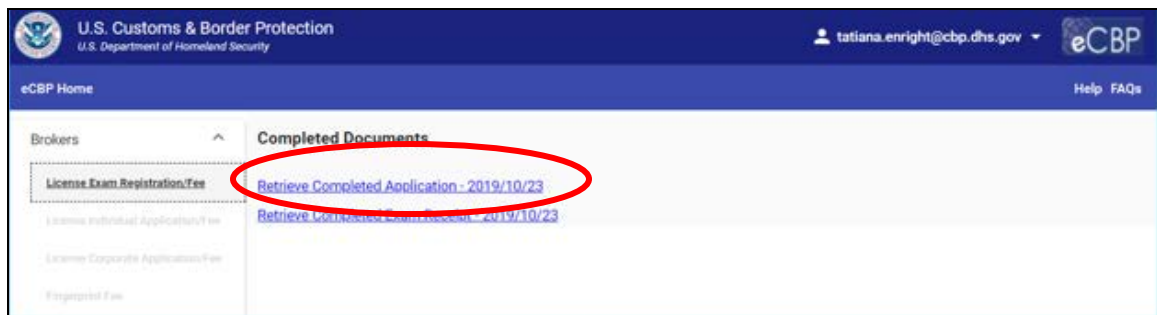 U.S. Customs & Border Protection
U.S. Department of Homeland Security
tatiana.enright@cbp.dhs.gov
eCBP
eCBP Home
Help FAQs
Brokers
Completed Documents
License Exam Registration/Fee
Retrieve Completed Application - 2019/10/23
License Individual Application/Fee
Retrieve Completed Exam Receipt - 2019/10/23
License Corporate Application/Fee
Fingerprint Fee